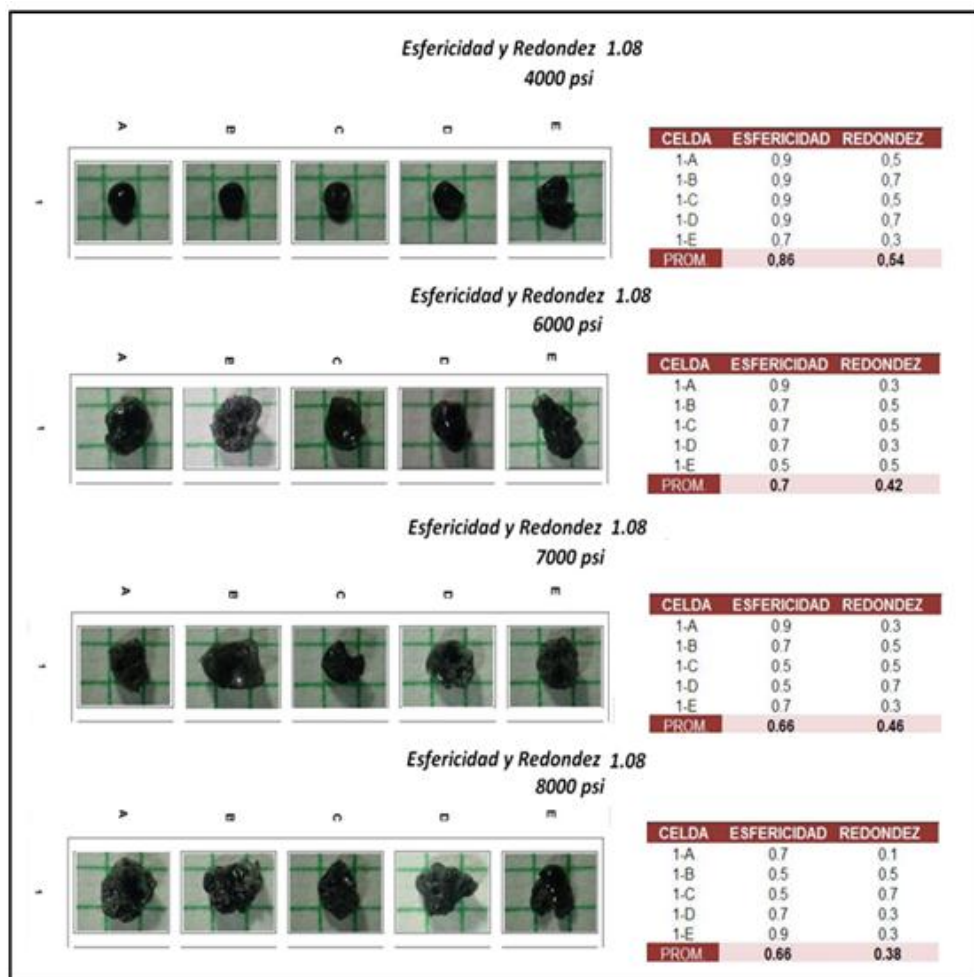 Esfericidad y Redondez 1.08
4000 psi
A B C D E
1
CELDA ESFERICIDAD REDONDEZ
1-A 0,9 0,5
1-B 0,9 0,7
1-C 0,9 0,5
1-D 0,9 0,7
1-E 0,7 0,3
PROM. 0,86 0,54
Esfericidad y Redondez 1.08
6000 psi
A B C D E
1
CELDA ESFERICIDAD REDONDEZ
1-A 0.9 0.3
1-B 0.7 0.5
1-C 0.7 0.5
1-D 0.7 0.3
1-E 0.5 0.5
PROM. 0.7 0.42
Esfericidad y Redondez 1.08
7000 psi
A B C D E
1
CELDA ESFERICIDAD REDONDEZ
1-A 0.9 0.3
1-B 0.7 0.5
1-C 0.5 0.5
1-D 0.5 0.7
1-E 0.7 0.3
PROM. 0.66 0.46
Esfericidad y Redondez 1.08
8000 psi
A B C D E
1
CELDA ESFERICIDAD REDONDEZ
1-A 0.7 0.1
1-B 0.5 0.5
1-C 0.5 0.7
1-D 0.7 0.3
1-E 0.9 0.3
PROM. 0.66 0.38